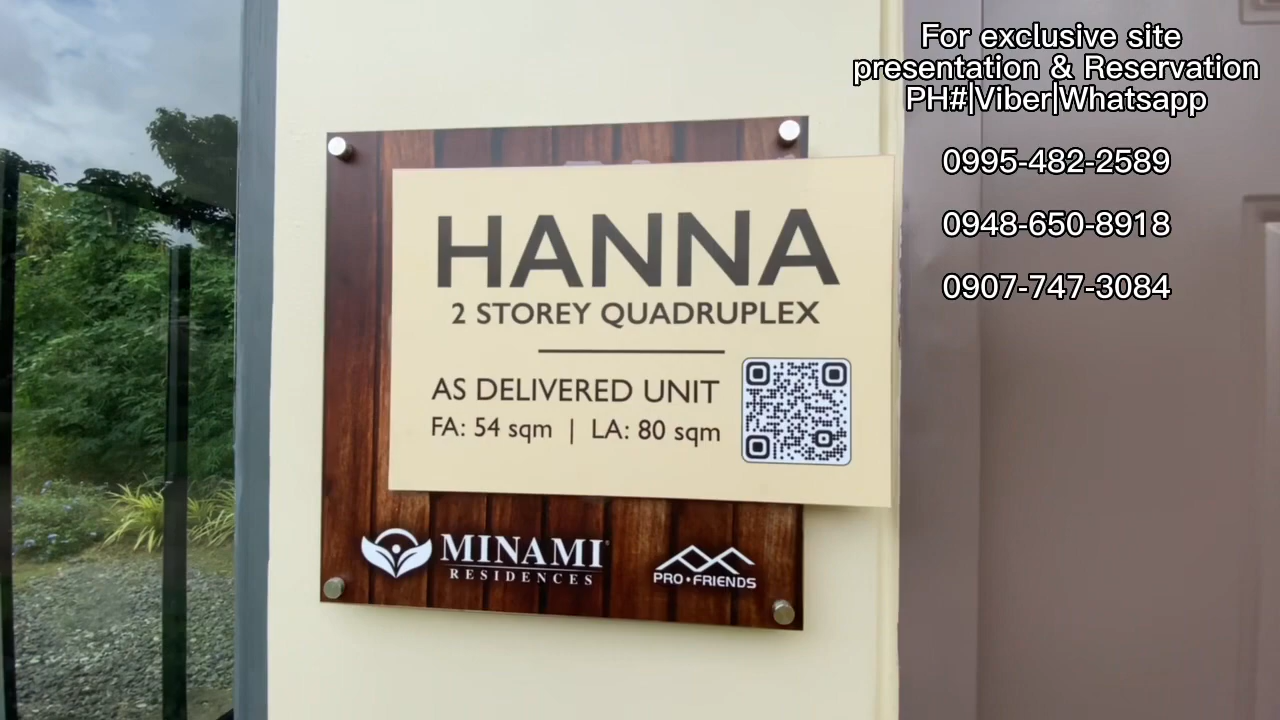 For exclusive site
presentation & Reservation
PH#|Viber|Whatsapp
0995-482-2589
0948-650-8918
0907-747-3084
HANNA
2 STOREY QUADRUPLEX
AS DELIVERED UNIT
FA: 54 sqm | LA: 80 sqm
MINAMI
RESIDENCES
PRO•FRIENDS